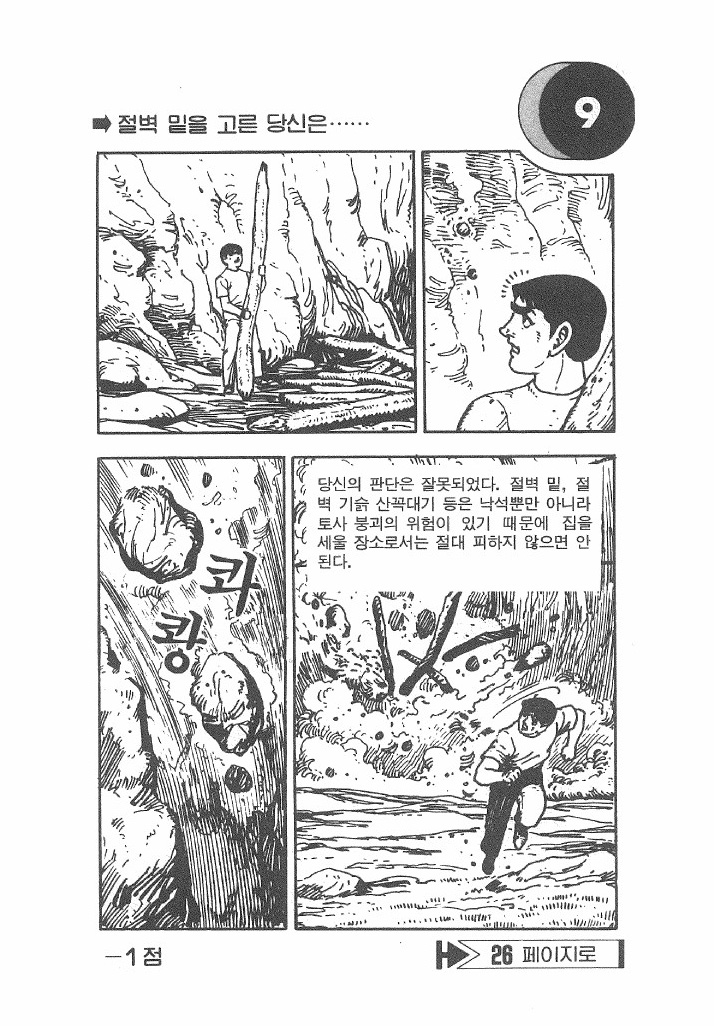 9
➡ 절벽 밑을 고른 당신은……
콰
쾅
당신의 판단은 잘못되었다. 절벽 밑, 절
벽 기슭 산꼭대기 등은 낙석뿐만 아니라
토사 붕괴의 위험이 있기 때문에 집을
세울 장소로서는 절대 피하지 않으면 안
된다.
－1점
26 페이지로